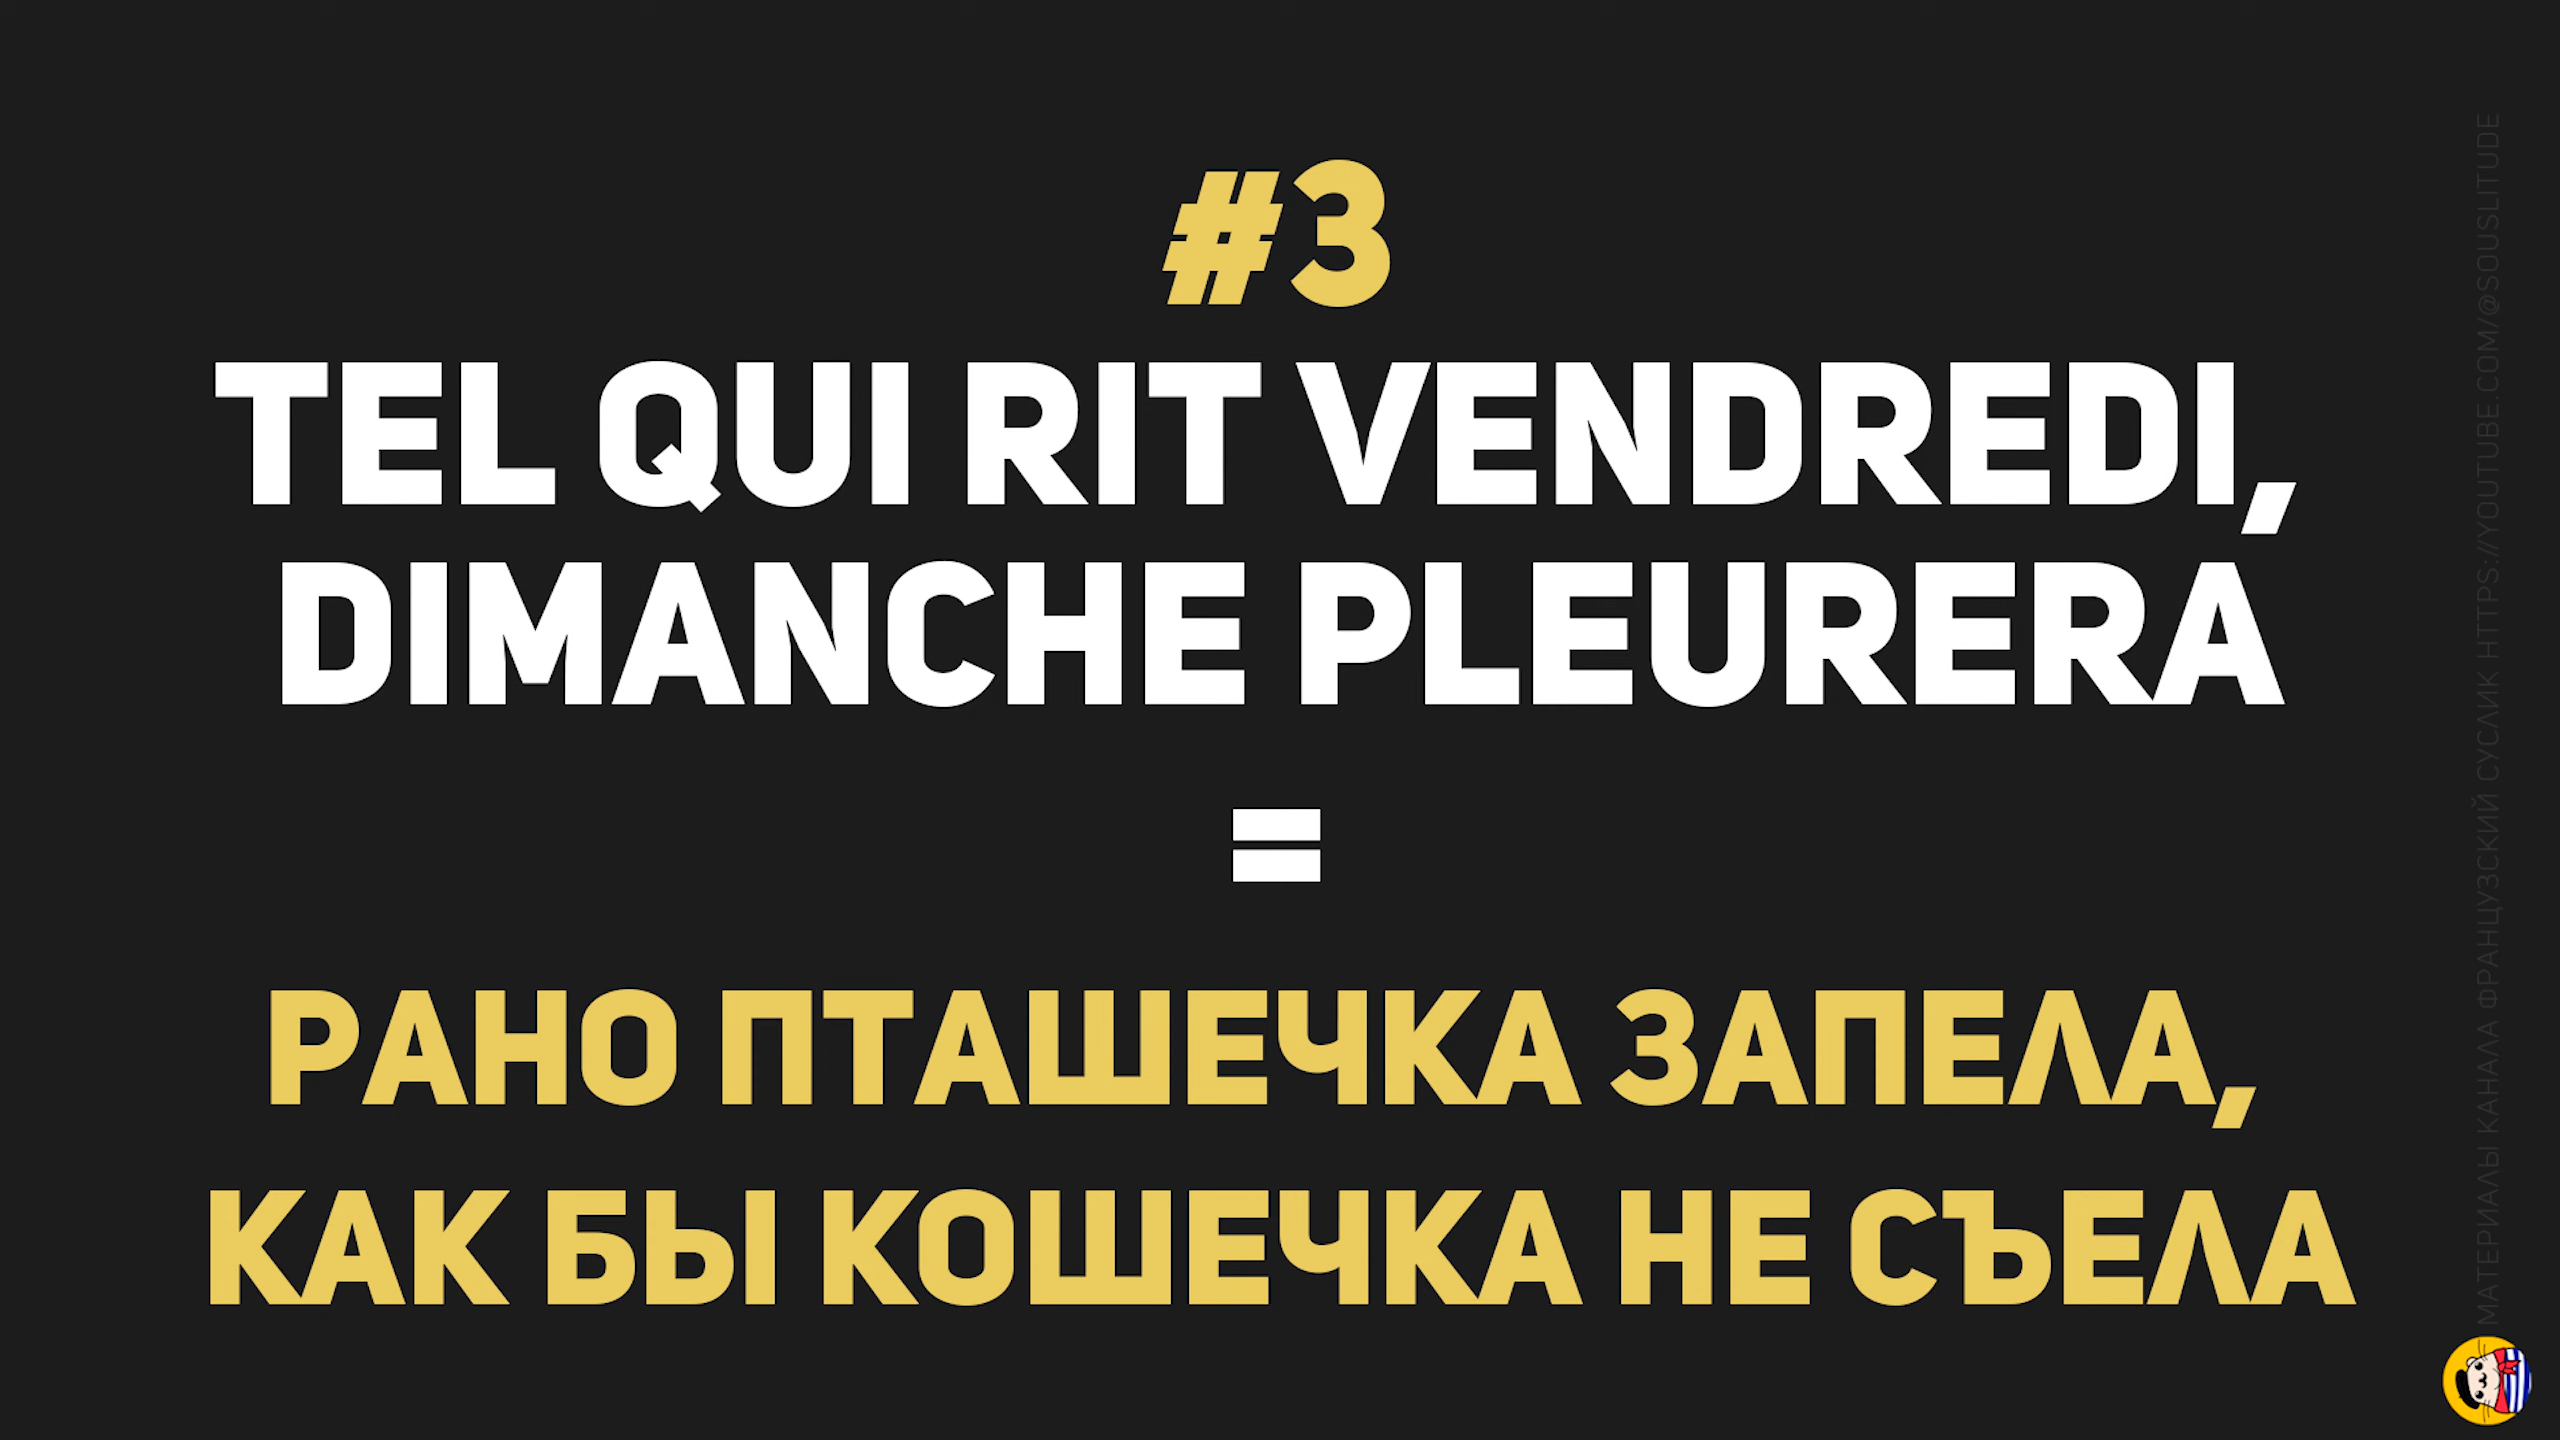 #3
TEL QUI RIT VENDREDI,
DIMANCHE PLEURERA
=
РАНО ПТАШЕЧКА ЗАПЕЛА,
КАК БЫ КОШЕЧКА НЕ СЪЕЛА
МАТЕРИАЛЫ КАНАЛА ФРАНЦУЗСКИЙ СУСЛИК HTTPS://YOUTUBE.COM/@SOUSLITUDE